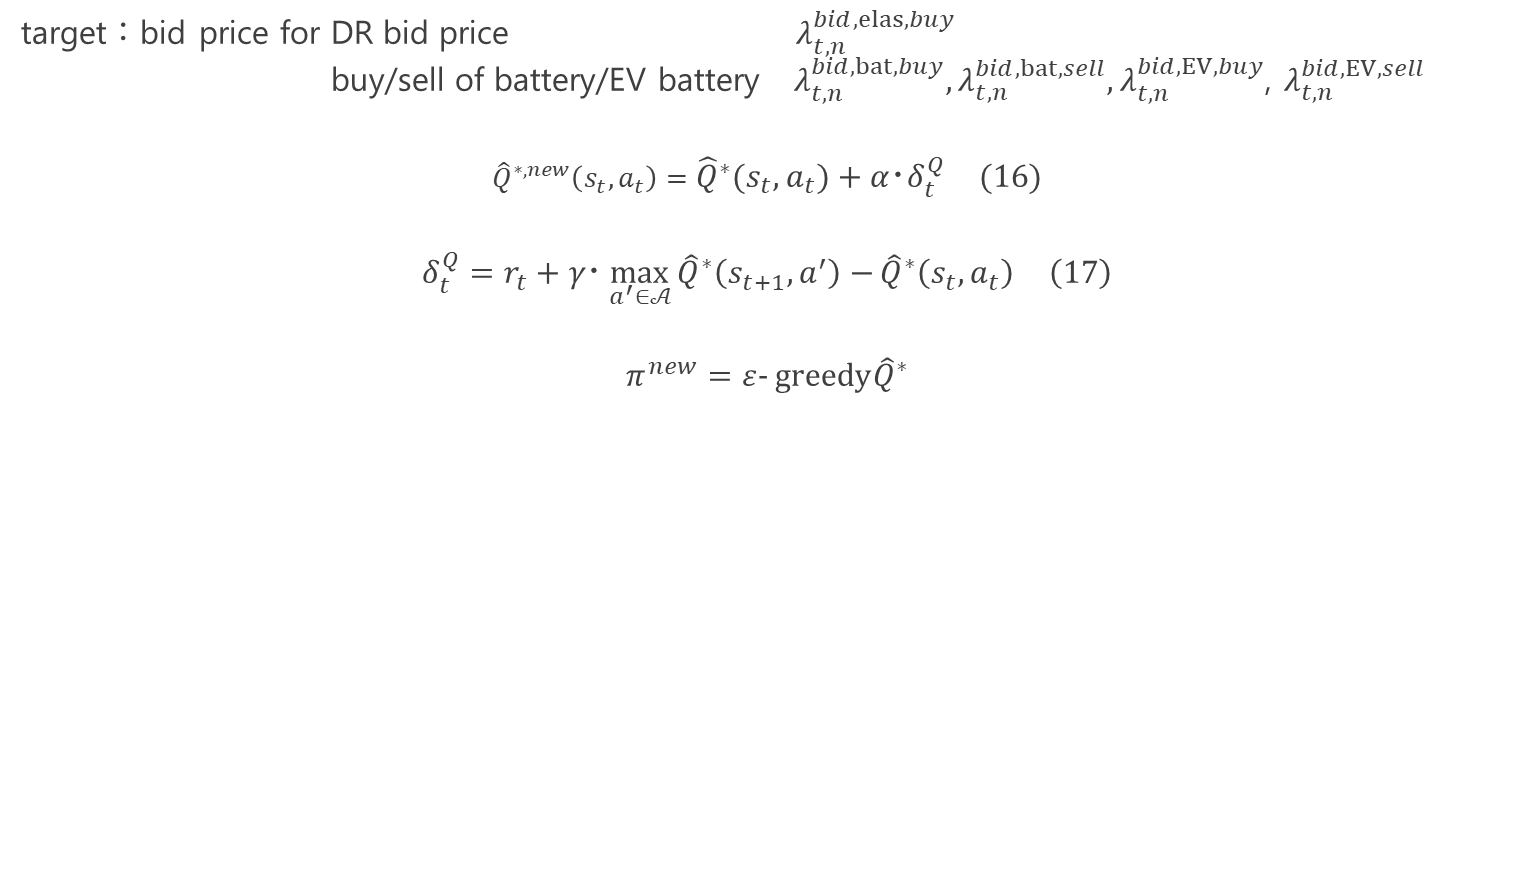 target：bid price for DR bid price λ_{t,n}^{bid,elas,buy}
buy/sell of battery/EV battery λ_{t,n}^{bid,bat,buy}, λ_{t,n}^{bid,bat,sell}, λ_{t,n}^{bid,EV,buy}, λ_{t,n}^{bid,EV,sell}
Q̂^{*,new}(s_t, a_t) = Q̂^*(s_t, a_t) + α·δ_t^Q (16)
δ_t^Q = r_t + γ· max_{a′∈𝒜} Q̂^*(s_{t+1}, a′) − Q̂^*(s_t, a_t) (17)
π^{new} = ε- greedyQ̂^*